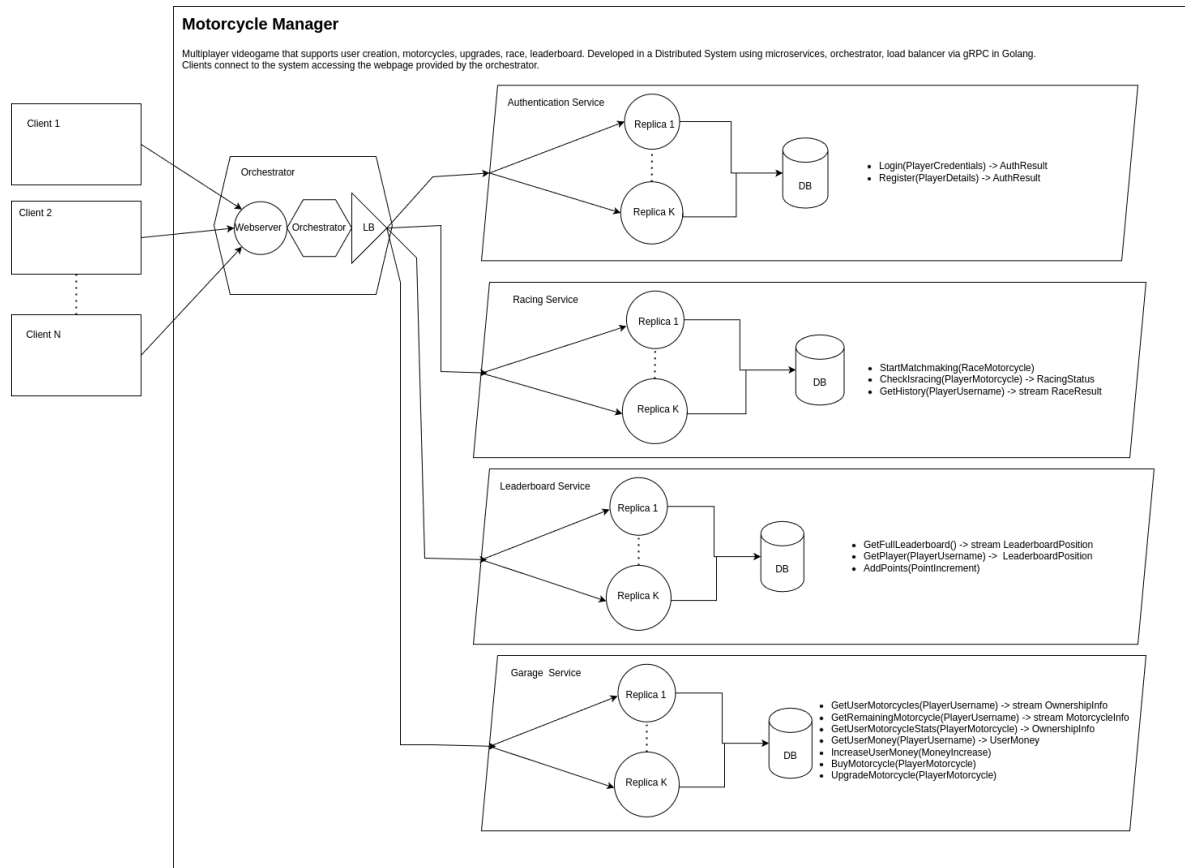 Motorcycle Manager
Multiplayer videogame that supports user creation, motorcycles, upgrades, race, leaderboard. Developed in a Distributed System using microservices, orchestrator, load balancer via gRPC in Golang.
Clients connect to the system accessing the webpage provided by the orchestrator.
Client 1
Client 2
Client N
Orchestrator
Webserver
Orchestrator
LB
Authentication Service
Replica 1
Replica K
DB
Login(PlayerCredentials) -> AuthResult
Register(PlayerDetails) -> AuthResult
Racing Service
Replica 1
Replica K
DB
StartMatchmaking(RaceMotorcycle)
CheckIsracing(PlayerMotorcycle) -> RacingStatus
GetHistory(PlayerUsername) -> stream RaceResult
Leaderboard Service
Replica 1
Replica K
DB
GetFullLeaderboard() -> stream LeaderboardPosition
GetPlayer(PlayerUsername) -> LeaderboardPosition
AddPoints(PointIncrement)
Garage Service
Replica 1
Replica K
DB
GetUserMotorcycles(PlayerUsername) -> stream OwnershipInfo
GetRemainingMotorcycle(PlayerUsername) -> stream MotorcycleInfo
GetUserMotorcycleStats(PlayerMotorcycle) -> OwnershipInfo
GetUserMoney(PlayerUsername) -> UserMoney
IncreaseUserMoney(MoneyIncrease)
BuyMotorcycle(PlayerMotorcycle)
UpgradeMotorcycle(PlayerMotorcycle)